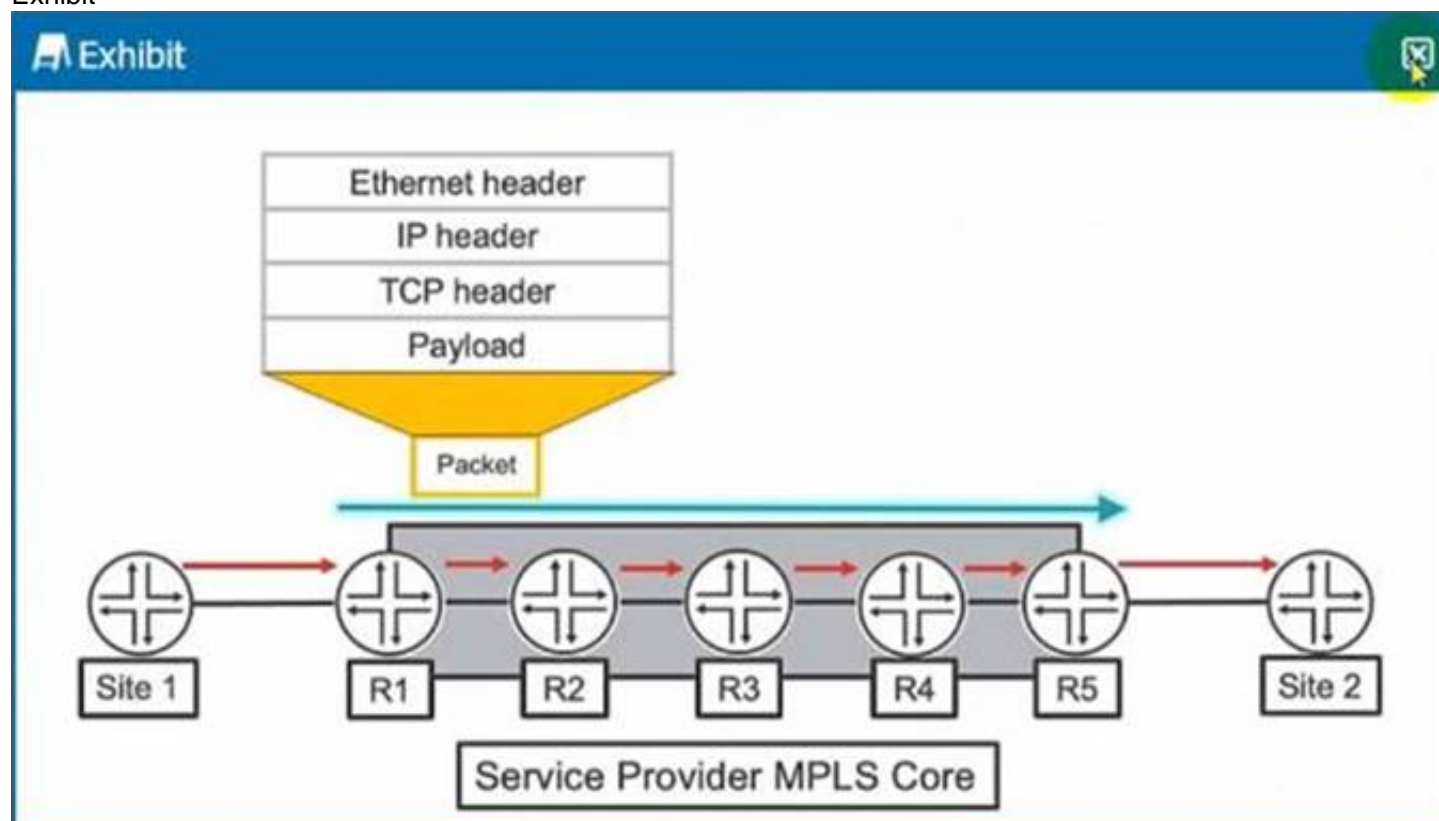 Exhibit
Exhibit
Ethernet header
IP header
TCP header
Payload
Packet
Site 1
R1
R2
R3
R4
R5
Site 2
Service Provider MPLS Core